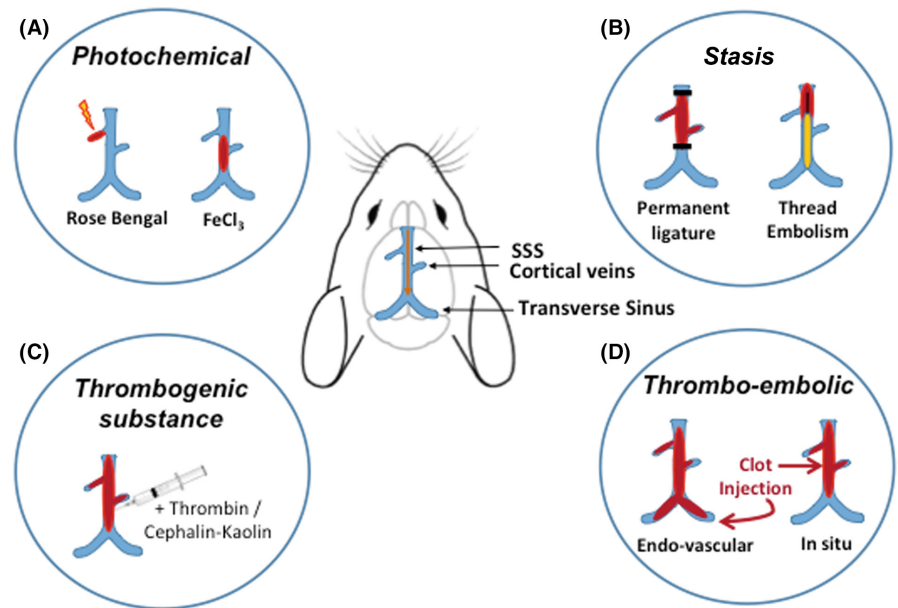 (A)
Photochemical
Rose Bengal
FeCl₃
(B)
Stasis
Permanent
ligature
Thread
Embolism
SSS
Cortical veins
Transverse Sinus
(C)
Thrombogenic
substance
+ Thrombin /
Cephalin-Kaolin
(D)
Thrombo-embolic
Clot
Injection
Endo-vascular
In situ